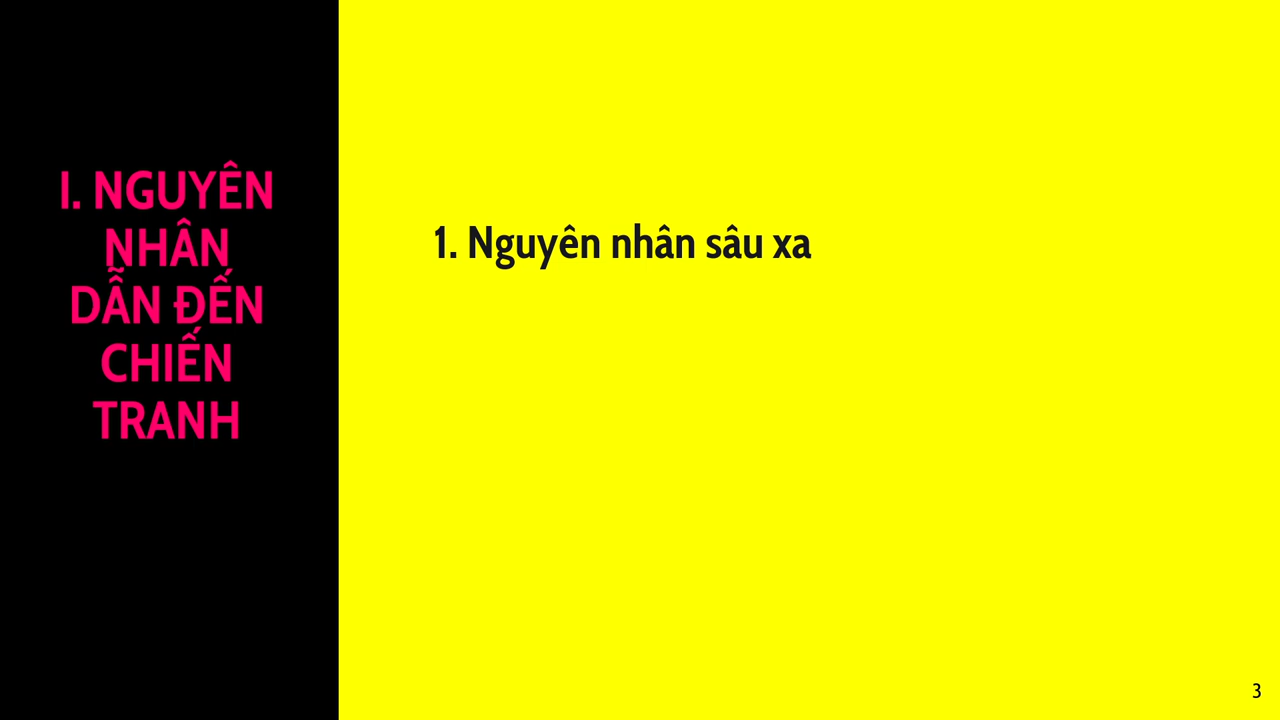 I. NGUYÊN
NHÂN
DẪN ĐẾN
CHIẾN
TRANH
1. Nguyên nhân sâu xa
3